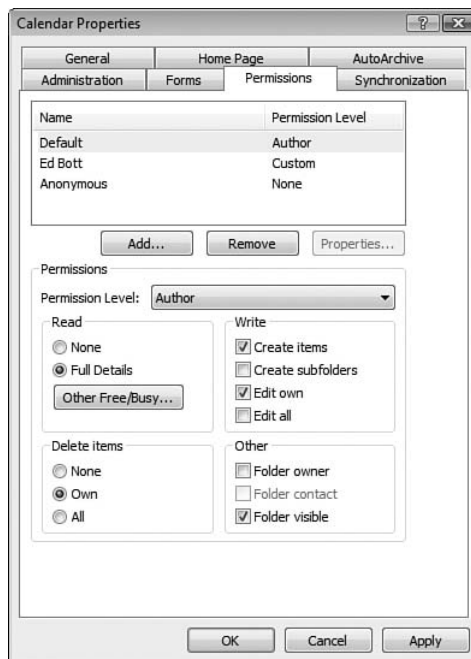 Calendar Properties
General Home Page AutoArchive
Administration Forms Permissions Synchronization
Name Permission Level
Default Author
Ed Bott Custom
Anonymous None
Add... Remove Properties...
Permissions
Permission Level: Author
Read
None
Full Details
Other Free/Busy...
Write
Create items
Create subfolders
Edit own
Edit all
Delete items
None
Own
All
Other
Folder owner
Folder contact
Folder visible
OK Cancel Apply